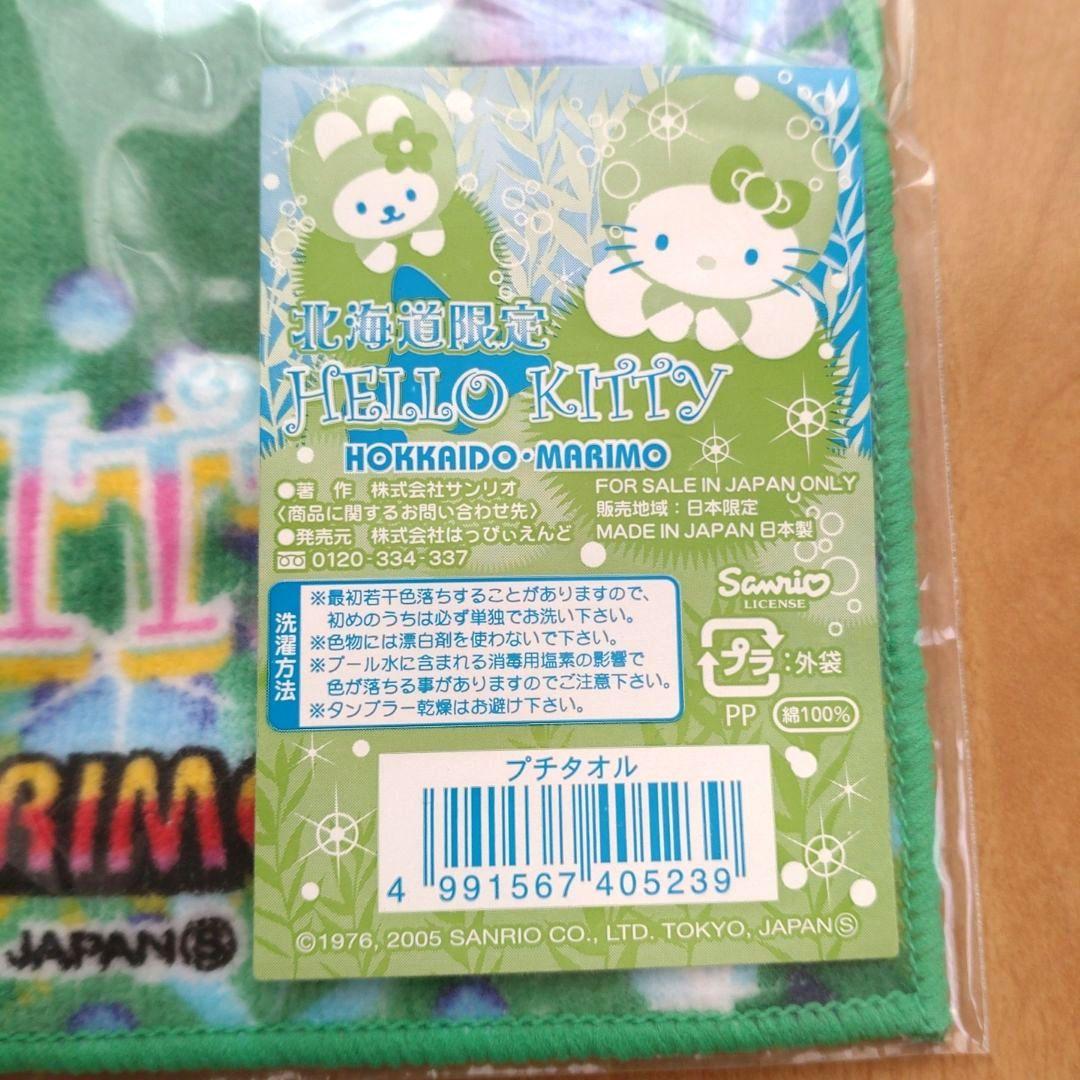 北海道限定
HELLO KITTY
HOKKAIDO・MARIMO
●著 作 株式会社サンリオ
〈商品に関するお問い合わせ先〉
●発売元 株式会社はっぴぃえんど
0120-334-337
FOR SALE IN JAPAN ONLY
販売地域：日本限定
MADE IN JAPAN 日本製
Sanrio
LICENSE
洗濯方法
※最初若干色落ちすることがありますので、
初めのうちは必ず単独でお洗い下さい。
※色物には漂白剤を使わないで下さい。
※プール水に含まれる消毒用塩素の影響で
色が落ちる事がありますのでご注意下さい。
※タンブラー乾燥はお避け下さい。
プラ：外袋
PP 綿100%
プチタオル
4 991567 405239
©1976, 2005 SANRIO CO., LTD. TOKYO, JAPANⓈ
ITT
RIMO
JAPANⓈ